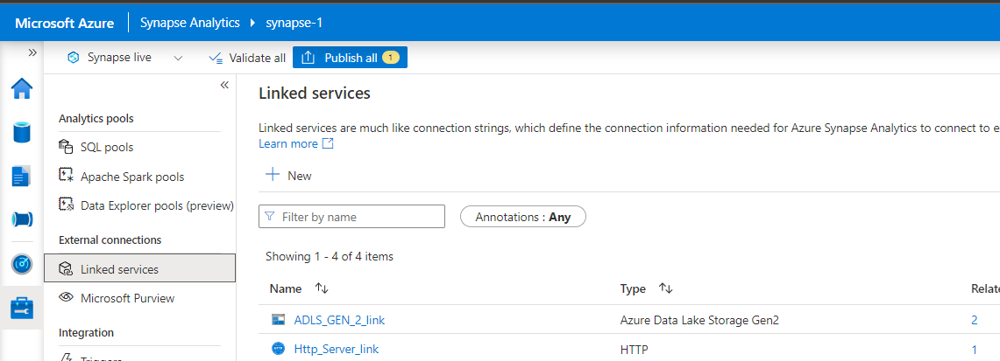 Microsoft Azure Synapse Analytics synapse-1
Synapse live Validate all Publish all 1
Analytics pools
SQL pools
Apache Spark pools
Data Explorer pools (preview)
External connections
Linked services
Microsoft Purview
Integration
Triggers
Linked services
Linked services are much like connection strings, which define the connection information needed for Azure Synapse Analytics to connect to e
Learn more
New
Filter by name Annotations : Any
Showing 1 - 4 of 4 items
Name Type Relate
ADLS_GEN_2_link Azure Data Lake Storage Gen2 2
Http_Server_link HTTP 1